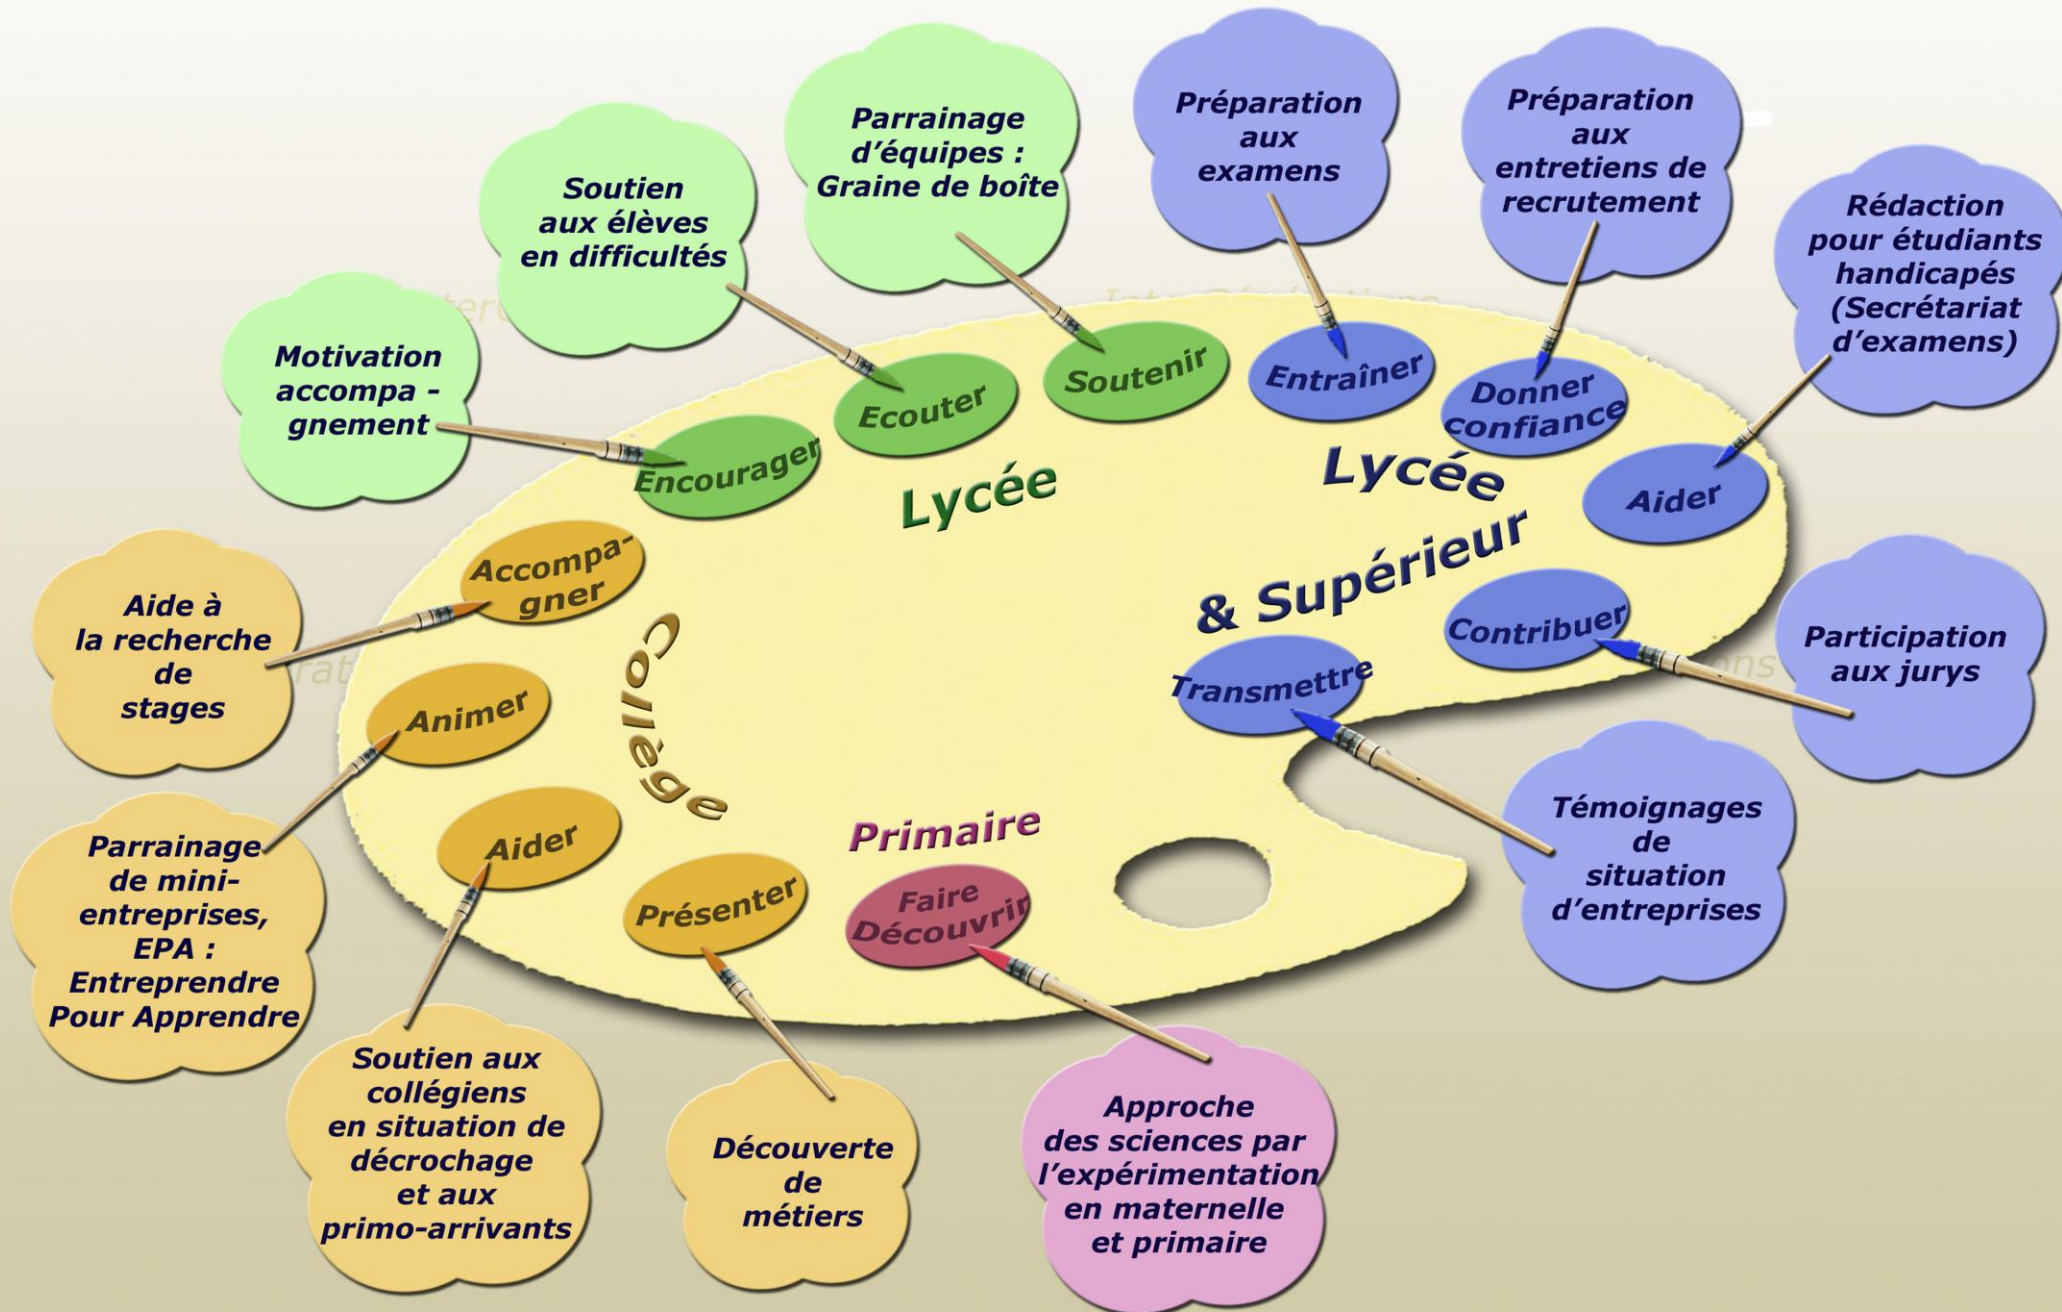 Parrainage
d’équipes :
Graine de boîte
Préparation
aux
examens
Préparation
aux
entretiens de
recrutement
Soutien
aux élèves
en difficultés
Rédaction
pour étudiants
handicapés
(Secrétariat
d’examens)
Motivation
accompa -
gnement
Encourager
Ecouter
Soutenir
Entraîner
Donner
confiance
Aider
Lycée
Lycée
& Supérieur
Aide à
la recherche
de
stages
Accompa-
gner
Animer
Aider
Présenter
Collège
Contribuer
Transmettre
Participation
aux jurys
Primaire
Faire
Découvrir
Témoignages
de
situation
d’entreprises
Parrainage
de mini-
entreprises,
EPA :
Entreprendre
Pour Apprendre
Soutien aux
collégiens
en situation de
décrochage
et aux
primo-arrivants
Découverte
de
métiers
Approche
des sciences par
l’expérimentation
en maternelle
et primaire